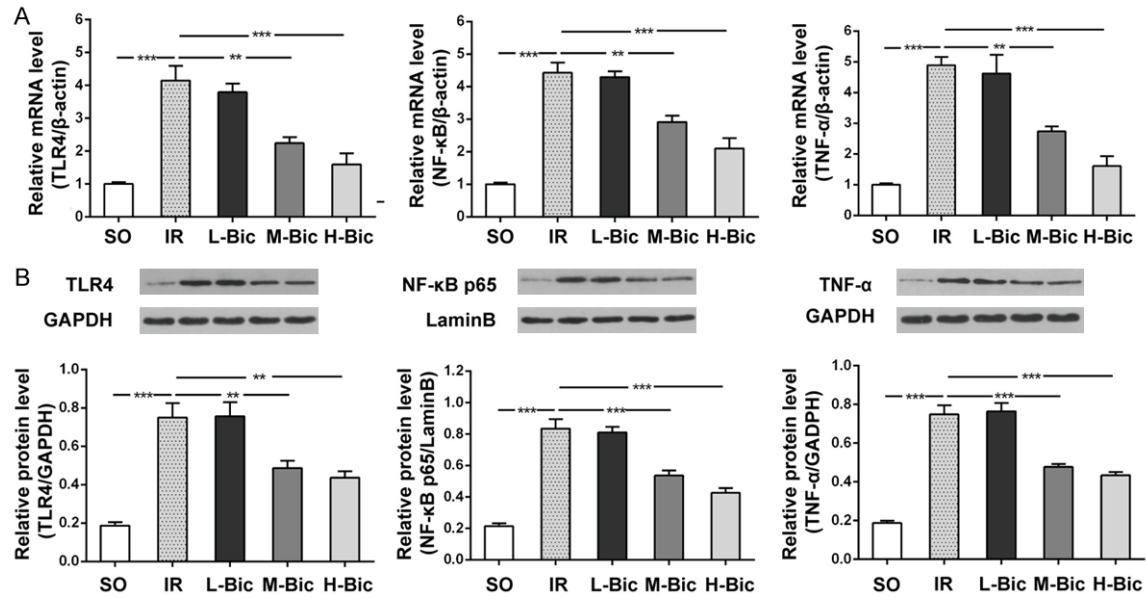 A
Relative mRNA level
(TLR4/β-actin)
6
5
4
3
2
1
0
***
***
**
SO IR L-Bic M-Bic H-Bic
Relative mRNA level
(NF-κB/β-actin)
6
4
2
0
***
***
**
SO IR L-Bic M-Bic H-Bic
Relative mRNA level
(TNF-α/β-actin)
6
5
4
3
2
1
0
***
***
**
SO IR L-Bic M-Bic H-Bic
B
TLR4
GAPDH
NF-κB p65
LaminB
TNF-α
GAPDH
Relative protein level
(TLR4/GAPDH)
1.0
0.8
0.6
0.4
0.2
0.0
**
***
**
SO IR L-Bic M-Bic H-Bic
Relative protein level
(NF-κB p65/LaminB)
1.2
1.0
0.8
0.6
0.4
0.2
0.0
***
***
***
SO IR L-Bic M-Bic H-Bic
Relative protein level
(TNF-α/GADPH)
1.0
0.8
0.6
0.4
0.2
0.0
***
***
***
SO IR L-Bic M-Bic H-Bic